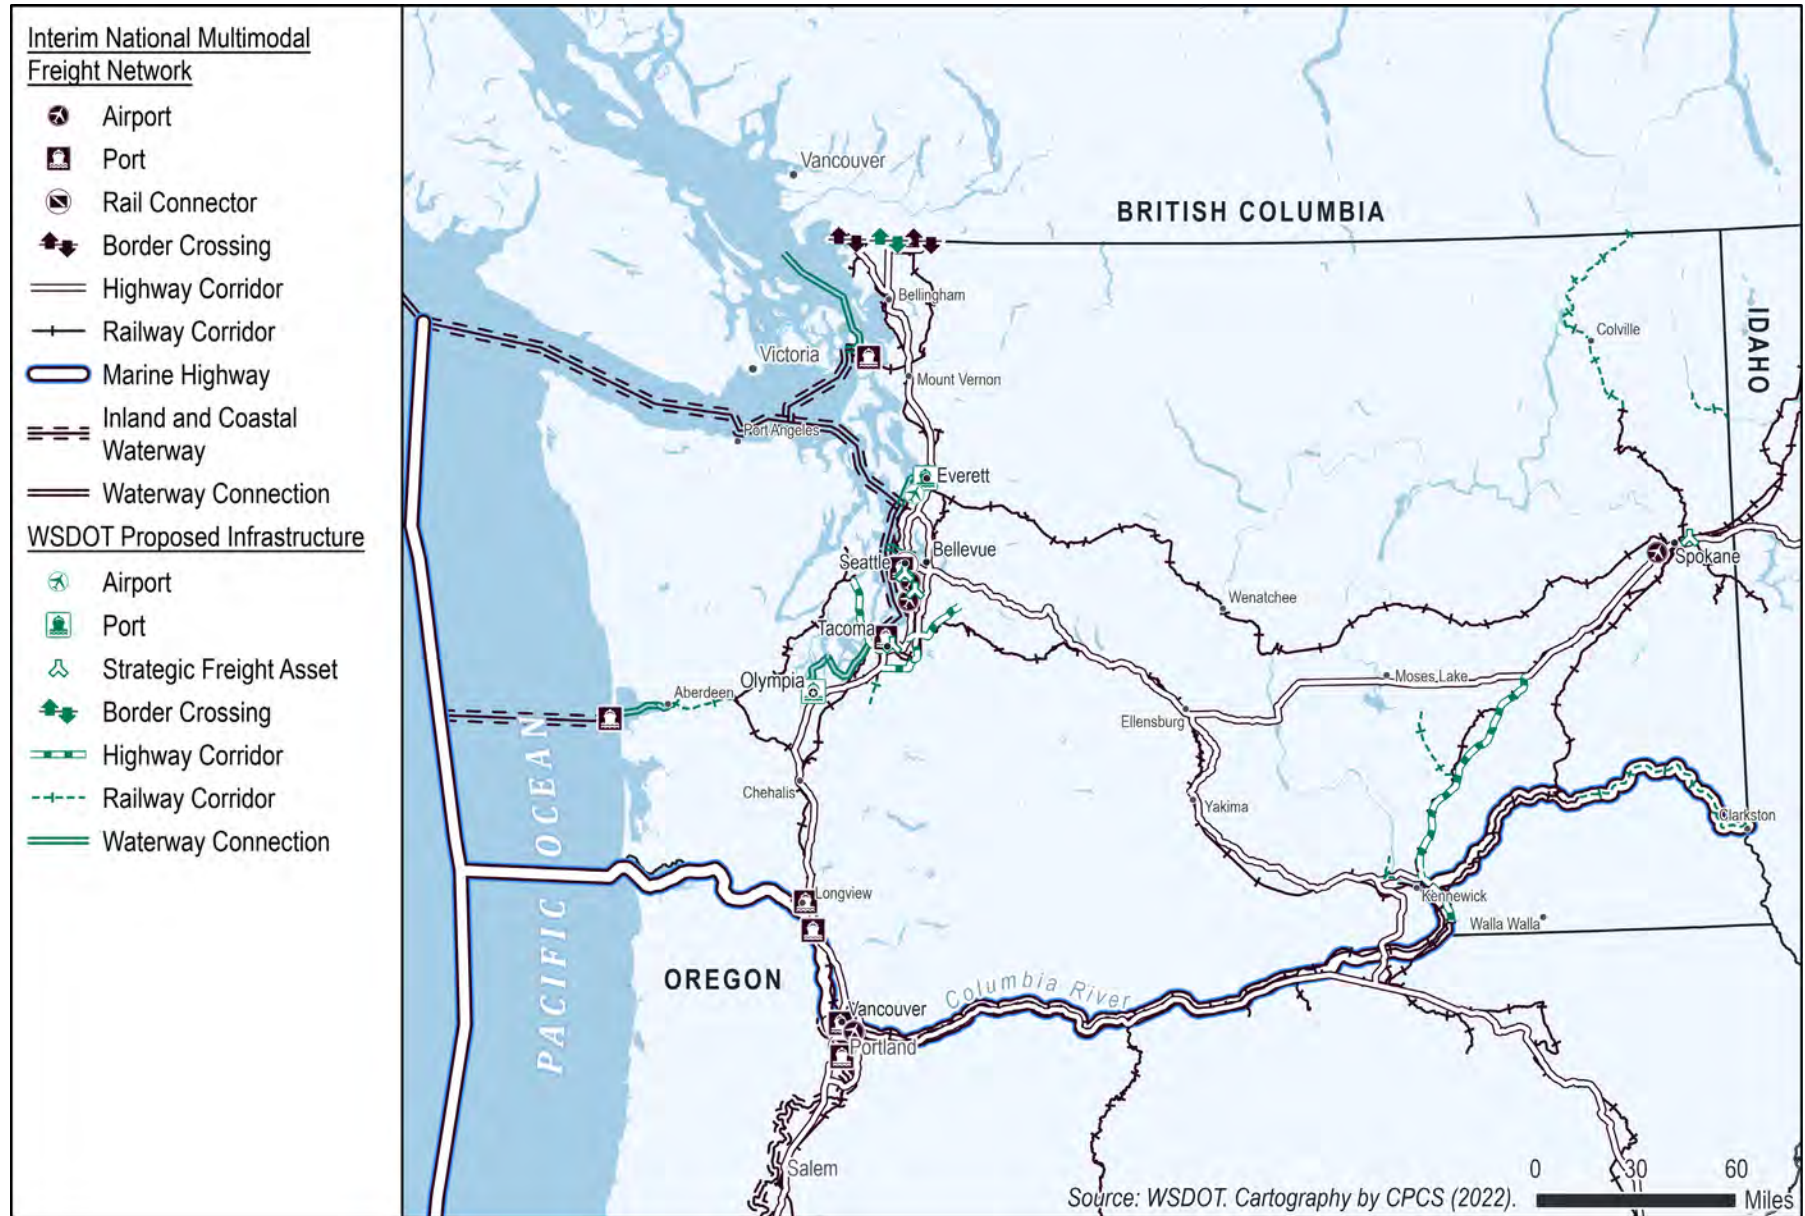 Interim National Multimodal
Freight Network
Airport
Port
Rail Connector
Border Crossing
Highway Corridor
Railway Corridor
Marine Highway
Inland and Coastal
Waterway
Waterway Connection
WSDOT Proposed Infrastructure
Airport
Port
Strategic Freight Asset
Border Crossing
Highway Corridor
Railway Corridor
Waterway Connection
Vancouver
BRITISH COLUMBIA
Bellingham
IDAHO
Colville
Victoria
Mount Vernon
Port Angeles
Everett
Bellevue
Seattle
Spokane
Wenatchee
Tacoma
Olympia
Aberdeen
Moses Lake
Ellensburg
PACIFIC OCEAN
Chehalis
Yakima
Clarkston
Longview
Kennewick
Walla Walla
OREGON
Columbia River
Vancouver
Portland
Salem
0 30 60
Miles
Source: WSDOT. Cartography by CPCS (2022).